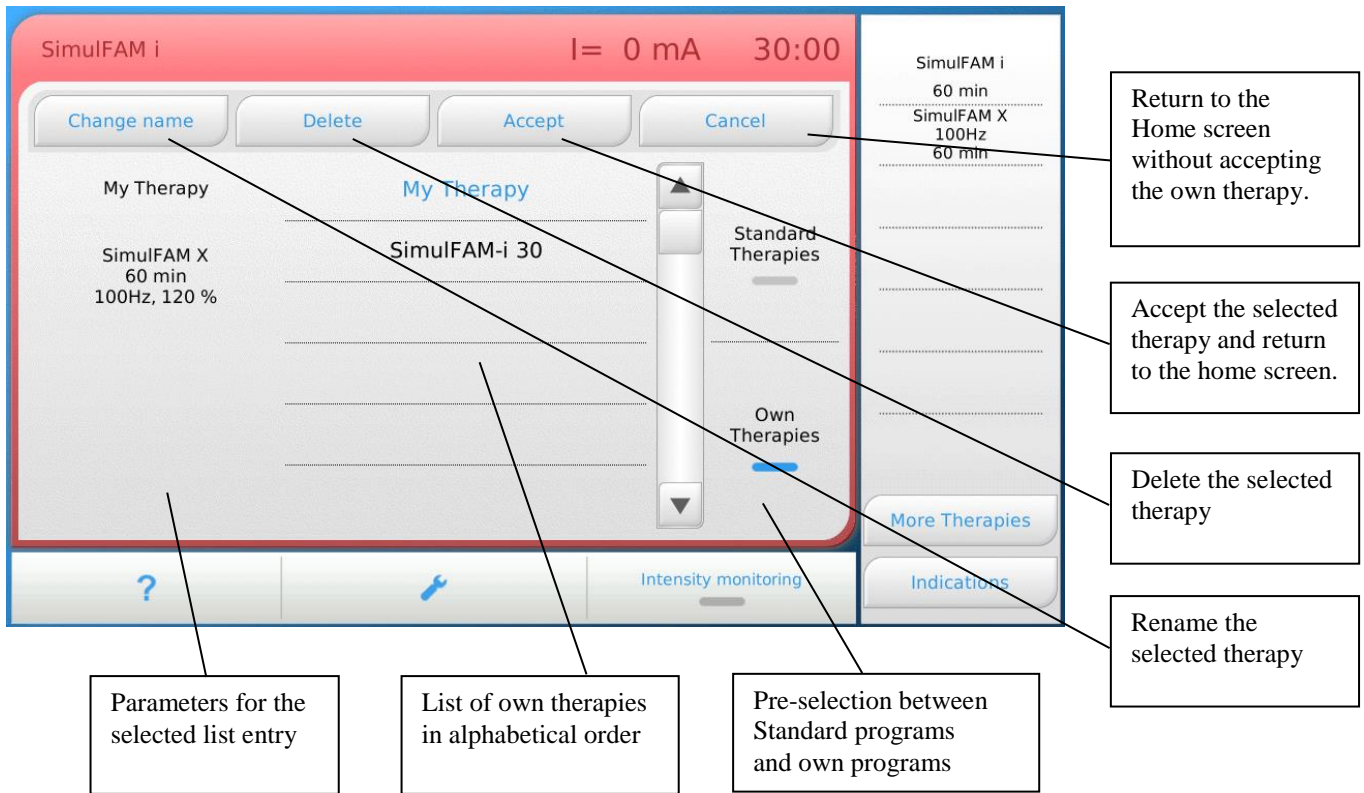 SimulFAM i
I= 0 mA 30:00
Change name
Delete
Accept
Cancel
My Therapy
SimulFAM X
60 min
100Hz, 120 %
My Therapy
SimulFAM-i 30
Standard
Therapies
Own
Therapies
?
Intensity monitoring
SimulFAM i
60 min
SimulFAM X
100Hz
60 min
More Therapies
Indications
Return to the
Home screen
without accepting
the own therapy.
Accept the selected
therapy and return
to the home screen.
Delete the selected
therapy
Rename the
selected therapy
Parameters for the
selected list entry
List of own therapies
in alphabetical order
Pre-selection between
Standard programs
and own programs